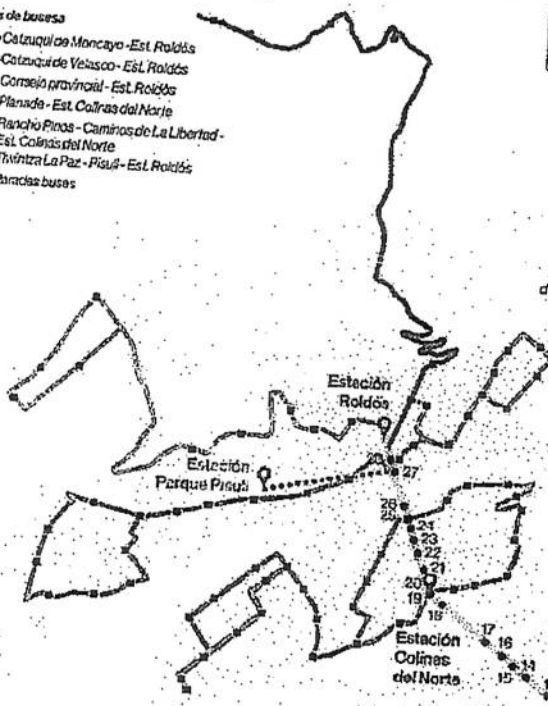 de busesa
Catzuquí de Moncayo - Est. Roldós
Catzuquí de Velasco - Est. Roldós
Consejo provincial - Est. Roldós
Planada - Est. Colinas del Norte
Rancho Pinos - Caminos de La Libertad -
Est. Colinas del Norte
Tiwintza La Paz - Pisulí - Est. Roldós
Paradas buses
d
Estación
Roldós
Estación
Parque Pisulí
27
26
25
24
23
22
21
20
19
18
17
16
15
14
Estación
Colinas
del Norte